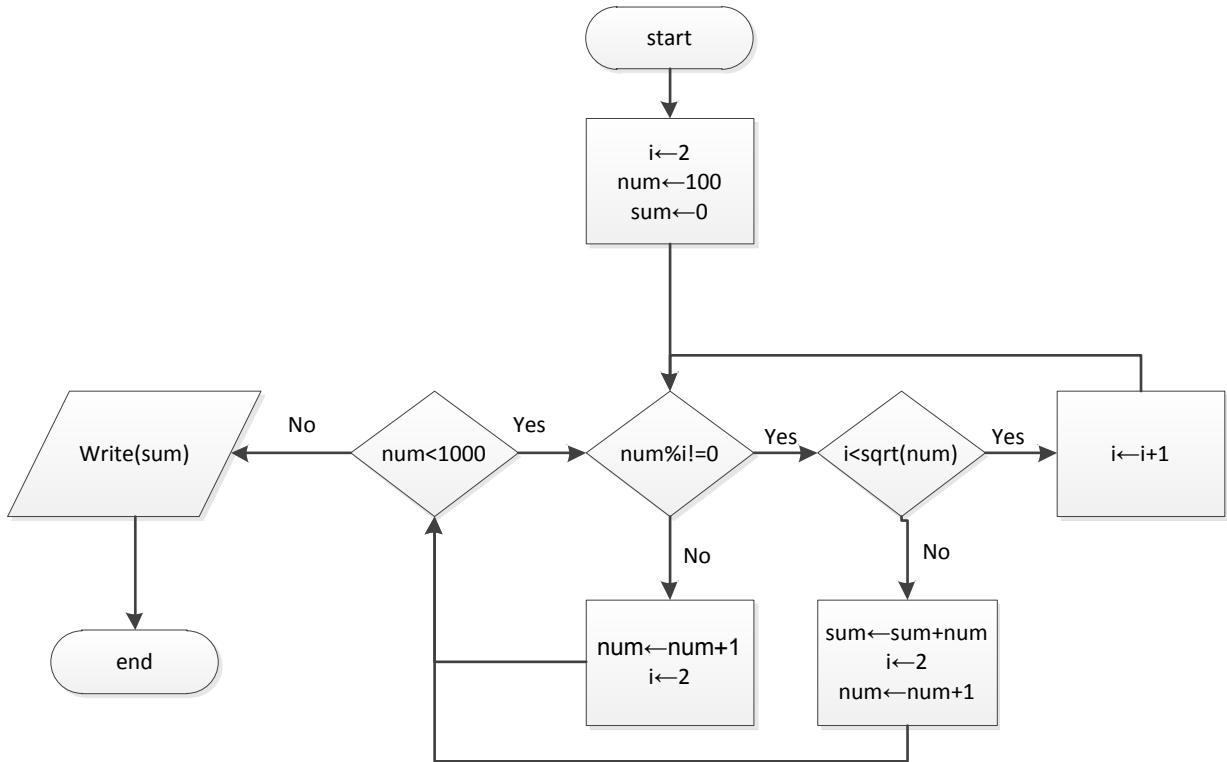 start
i←2
num←100
sum←0
Write(sum)
No
num<1000
Yes
num%i!=0
Yes
i<sqrt(num)
Yes
i←i+1
No
No
end
num←num+1
i←2
sum←sum+num
i←2
num←num+1